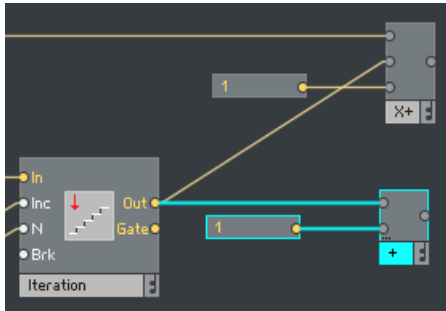 1
X+
In
Inc
Out
N
Gate
1
Brk
...
+
Iteration